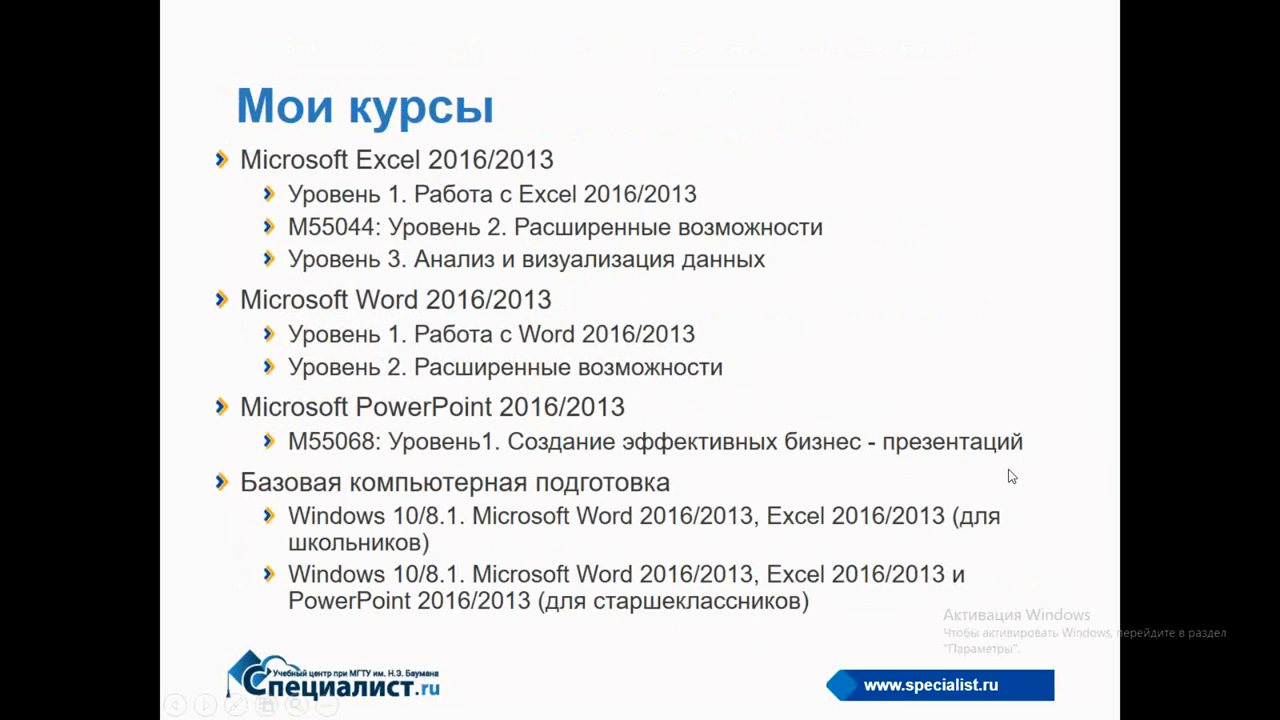 Мои курсы
Microsoft Excel 2016/2013
Уровень 1. Работа с Excel 2016/2013
М55044: Уровень 2. Расширенные возможности
Уровень 3. Анализ и визуализация данных
Microsoft Word 2016/2013
Уровень 1. Работа с Word 2016/2013
Уровень 2. Расширенные возможности
Microsoft PowerPoint 2016/2013
М55068: Уровень1. Создание эффективных бизнес - презентаций
Базовая компьютерная подготовка
Windows 10/8.1. Microsoft Word 2016/2013, Excel 2016/2013 (для
школьников)
Windows 10/8.1. Microsoft Word 2016/2013, Excel 2016/2013 и
PowerPoint 2016/2013 (для старшеклассников)
Активация Windows
Чтобы активировать Windows, перейдите в раздел
"Параметры".
Учебный центр при МГТУ им. Н.Э. Баумана
Специалист.ru
www.specialist.ru